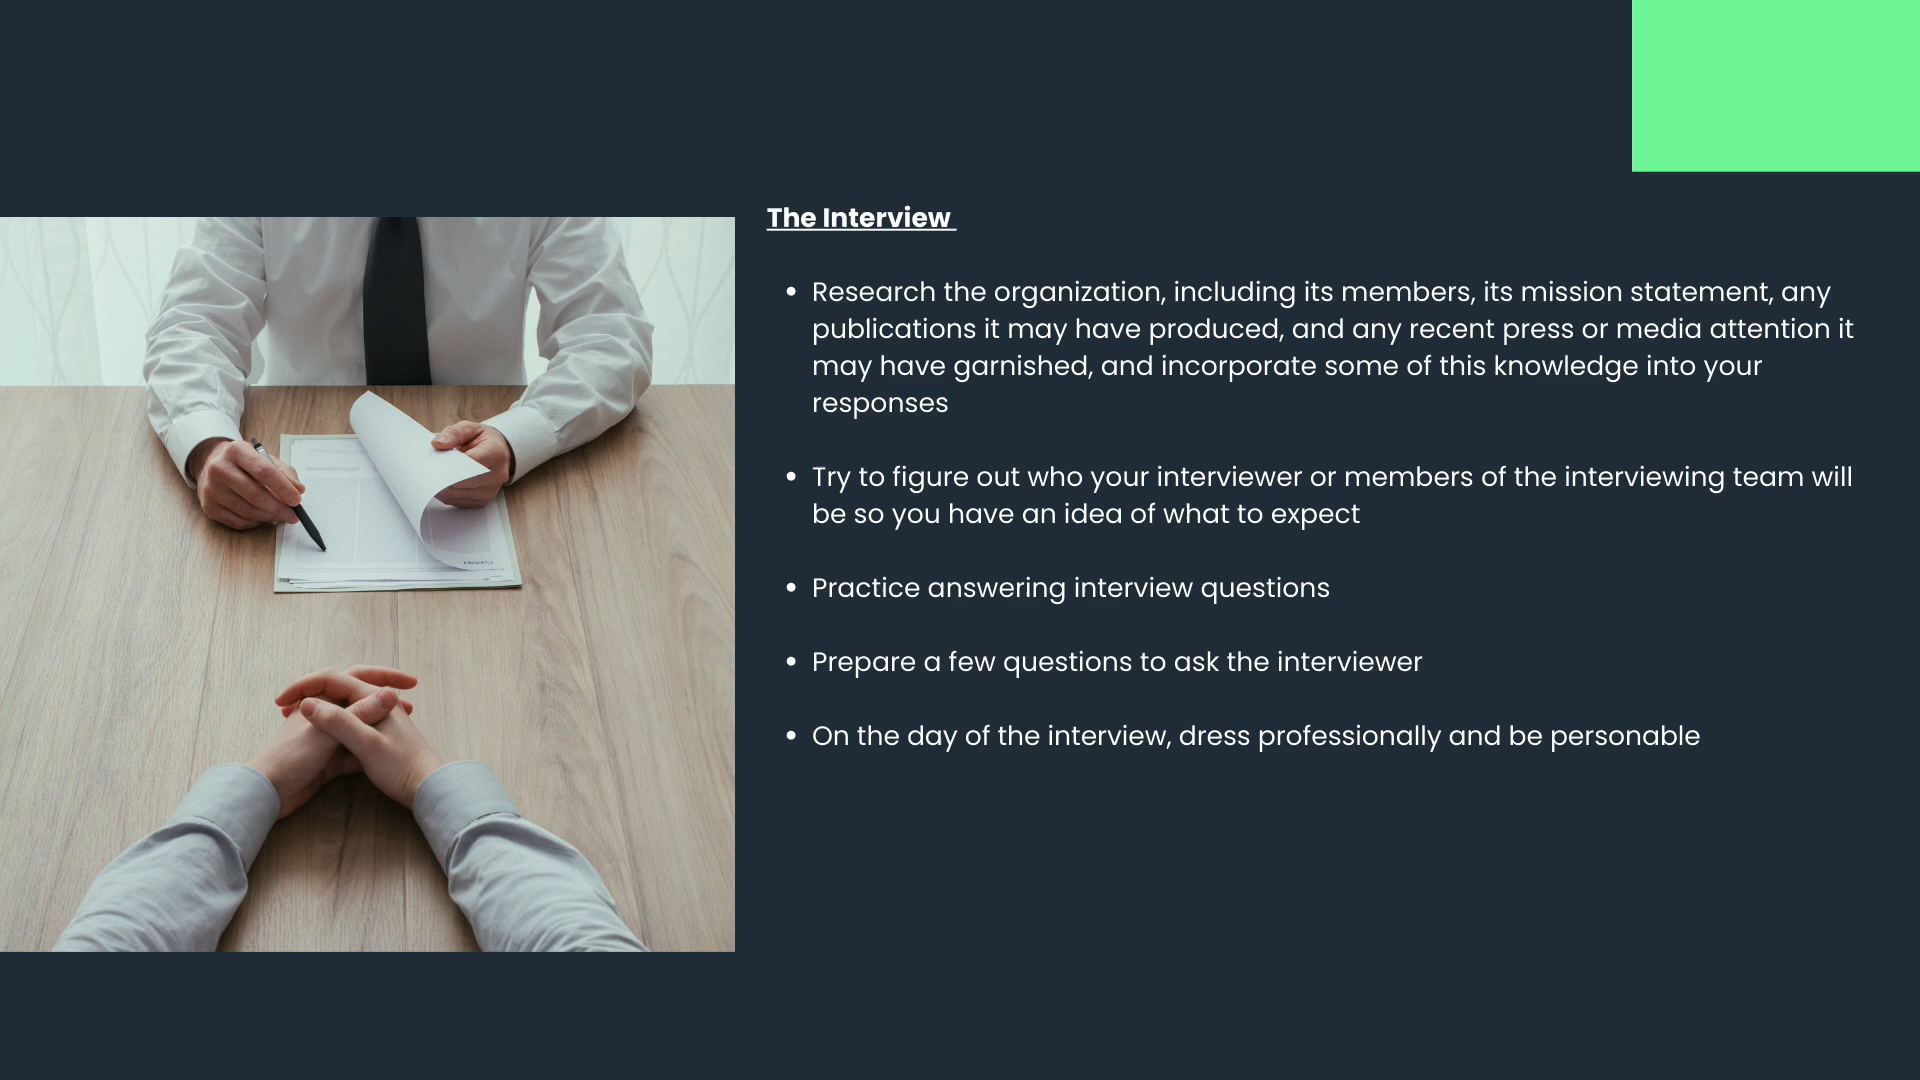 The Interview
• Research the organization, including its members, its mission statement, any
publications it may have produced, and any recent press or media attention it
may have garnished, and incorporate some of this knowledge into your
responses
• Try to figure out who your interviewer or members of the interviewing team will
be so you have an idea of what to expect
• Practice answering interview questions
• Prepare a few questions to ask the interviewer
• On the day of the interview, dress professionally and be personable
Contract